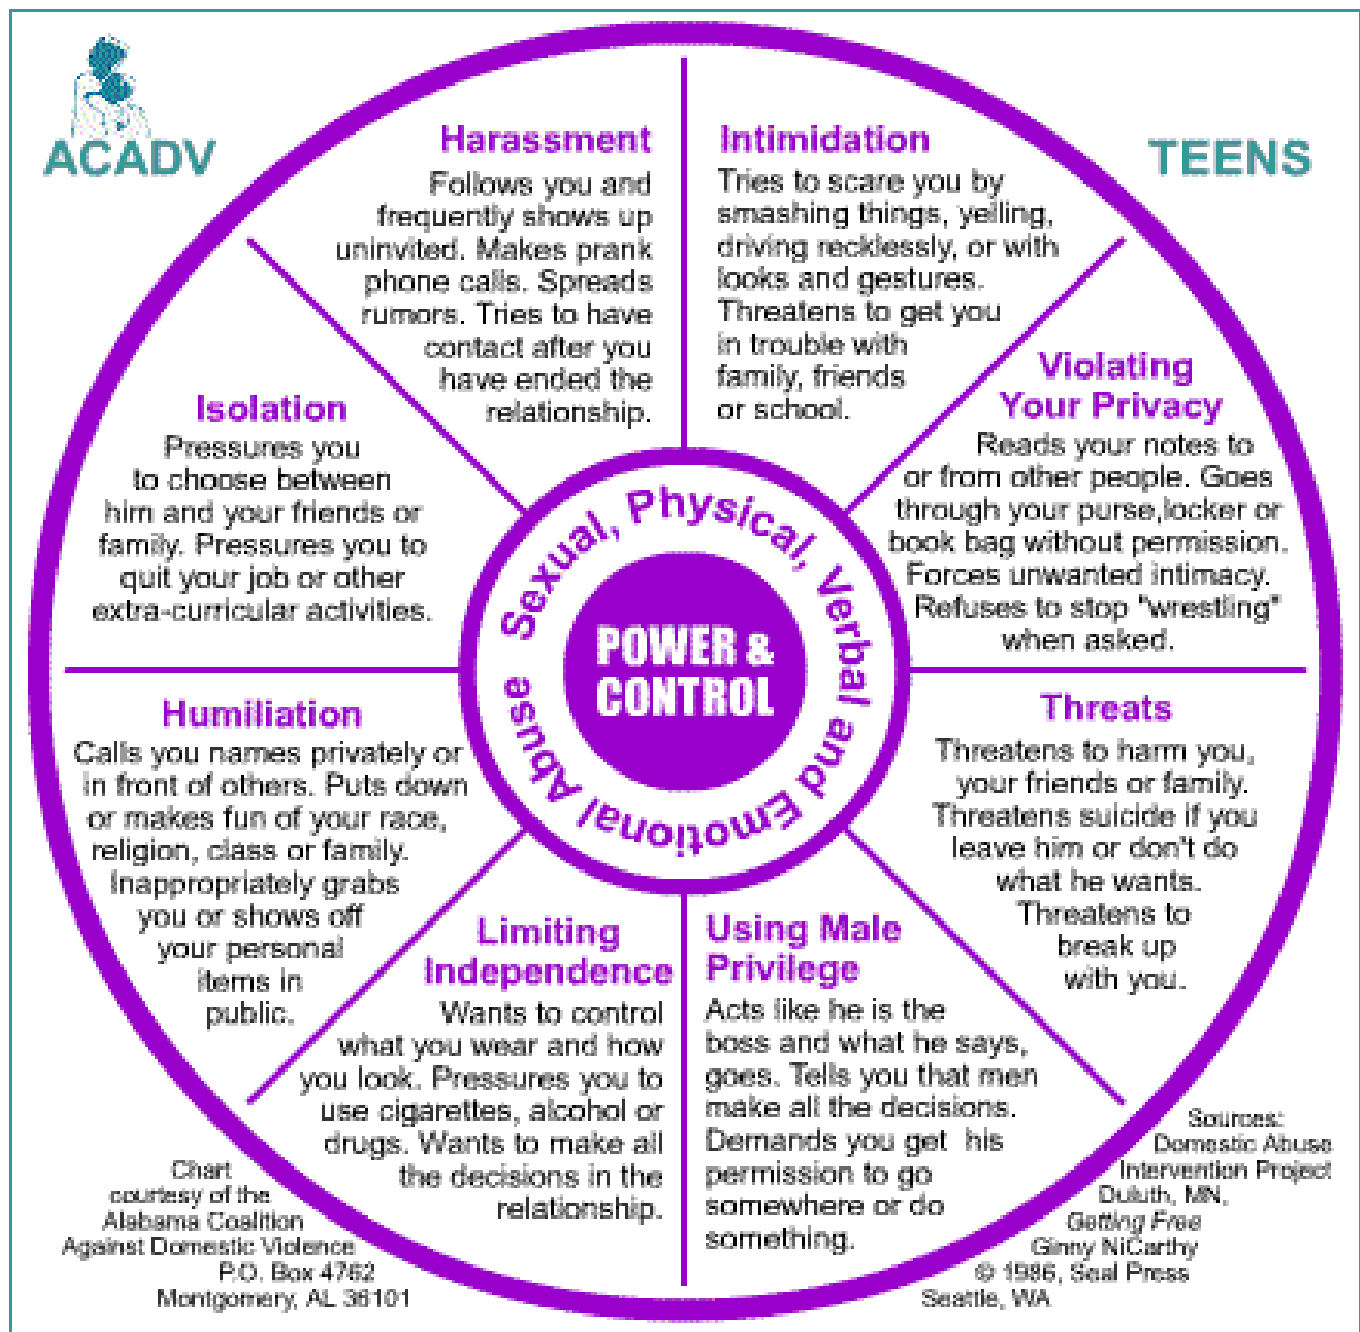 ACADV
TEENS
Harassment
Follows you and
frequently shows up
uninvited. Makes prank
phone calls. Spreads
rumors. Tries to have
contact after you
have ended the
relationship.
Intimidation
Tries to scare you by
smashing things, yelling,
driving recklessly, or with
looks and gestures.
Threatens to get you
in trouble with
family, friends
or school.
Violating
Your Privacy
Reads your notes to
or from other people. Goes
through your purse,locker or
book bag without permission.
Forces unwanted intimacy.
Refuses to stop "wrestling"
when asked.
Threats
Threatens to harm you,
your friends or family.
Threatens suicide if you
leave him or don't do
what he wants.
Threatens to
break up
with you.
Using Male
Privilege
Acts like he is the
boss and what he says,
goes. Tells you that men
make all the decisions.
Demands you get his
permission to go
somewhere or do
something.
Limiting
Independence
Wants to control
what you wear and how
you look. Pressures you to
use cigarettes, alcohol or
drugs. Wants to make all
the decisions in the
relationship.
Humiliation
Calls you names privately or
in front of others. Puts down
or makes fun of your race,
religion, class or family.
Inappropriately grabs
you or shows off
your personal
items in
public.
Isolation
Pressures you
to choose between
him and your friends or
family. Pressures you to
quit your job or other
extra-curricular activities.
Sexual, Physical, Verbal and Emotional Abuse
POWER &
CONTROL
Chart
courtesy of the
Alabama Coalition
Against Domestic Violence
P.O. Box 4762
Montgomery, AL 36101
Sources:
Domestic Abuse
Intervention Project
Duluth, MN,
Getting Free
Ginny NiCarthy
© 1986, Seal Press
Seattle, WA